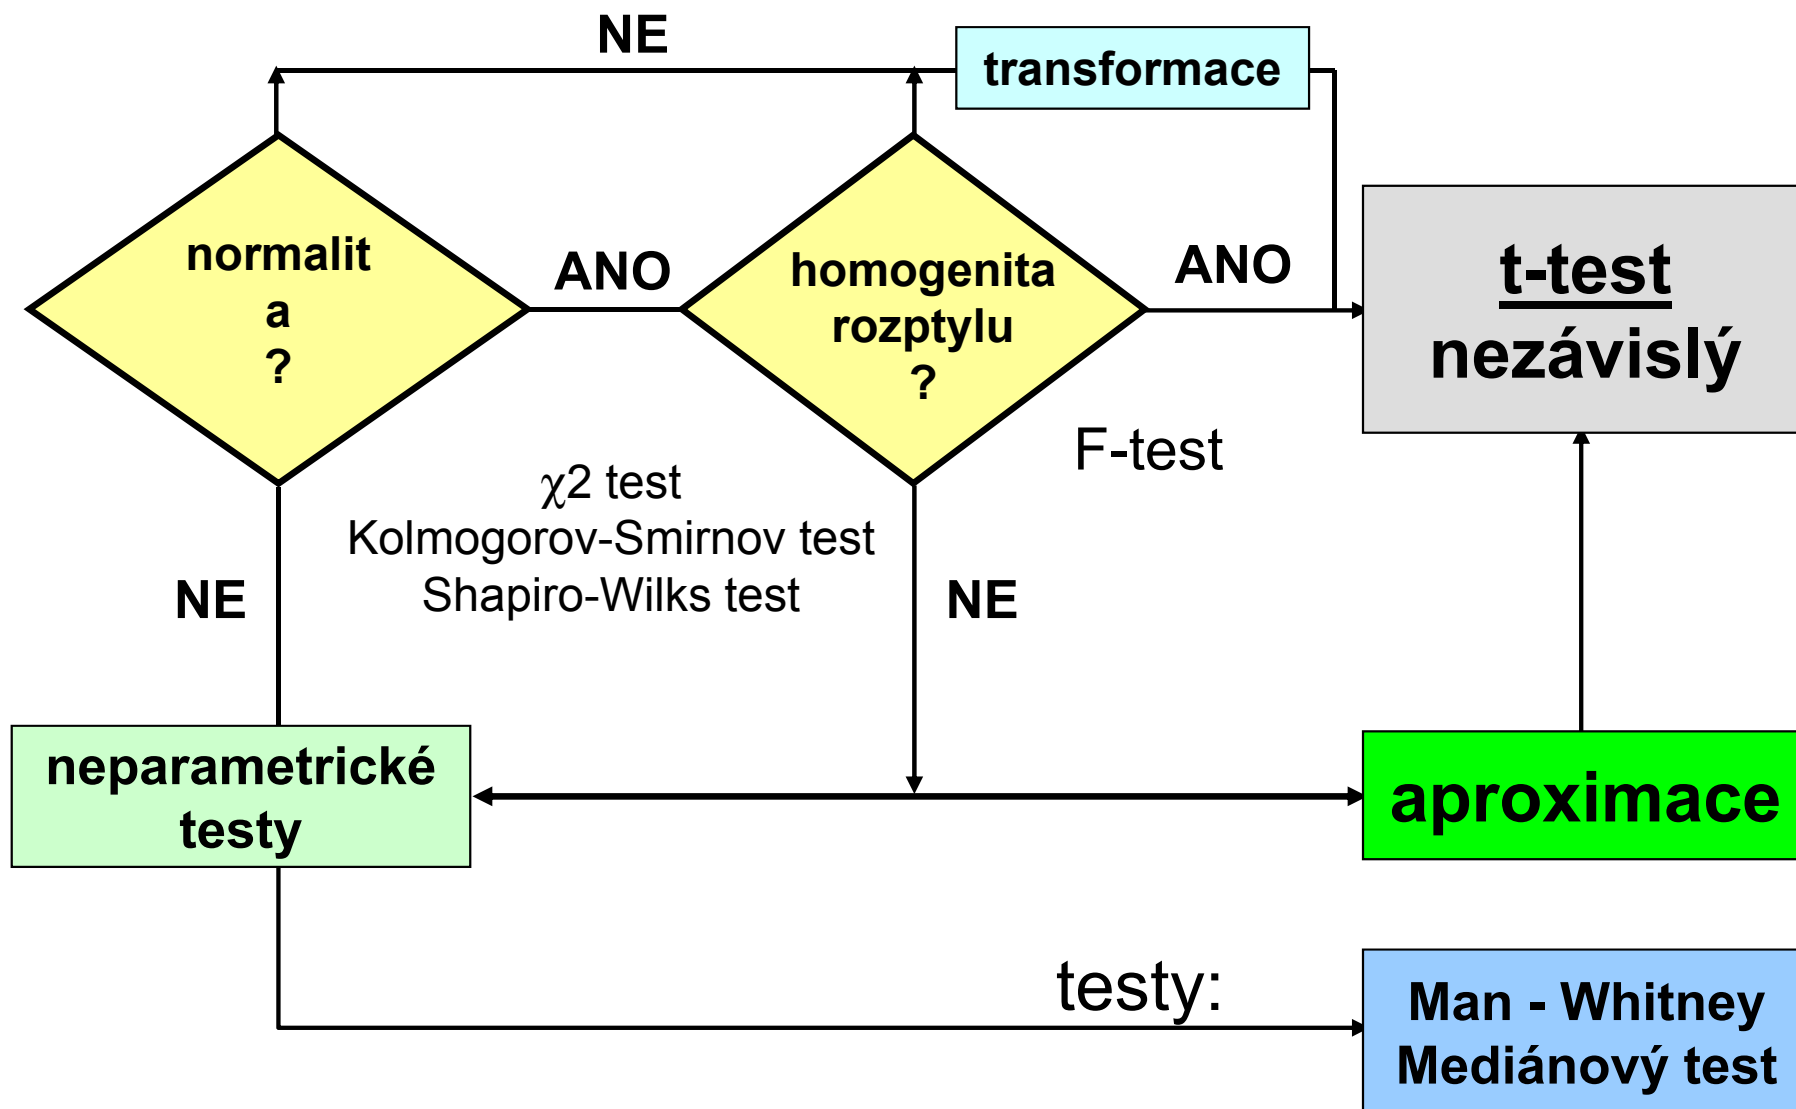 NE
transformace
normalit
a
?
ANO
homogenita
rozptylu
?
ANO
t-test
nezávislý
F-test
χ2 test
Kolmogorov-Smirnov test
Shapiro-Wilks test
NE
NE
neparametrické
testy
aproximace
testy:
Man - Whitney
Mediánový test